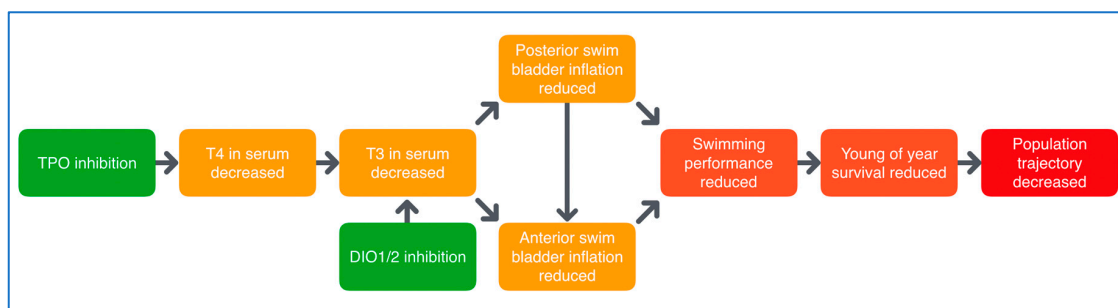 Posterior swim
bladder inflation
reduced
TPO inhibition
T4 in serum
decreased
T3 in serum
decreased
Swimming
performance
reduced
Young of year
survival reduced
Population
trajectory
decreased
DIO1/2 inhibition
Anterior swim
bladder inflation
reduced